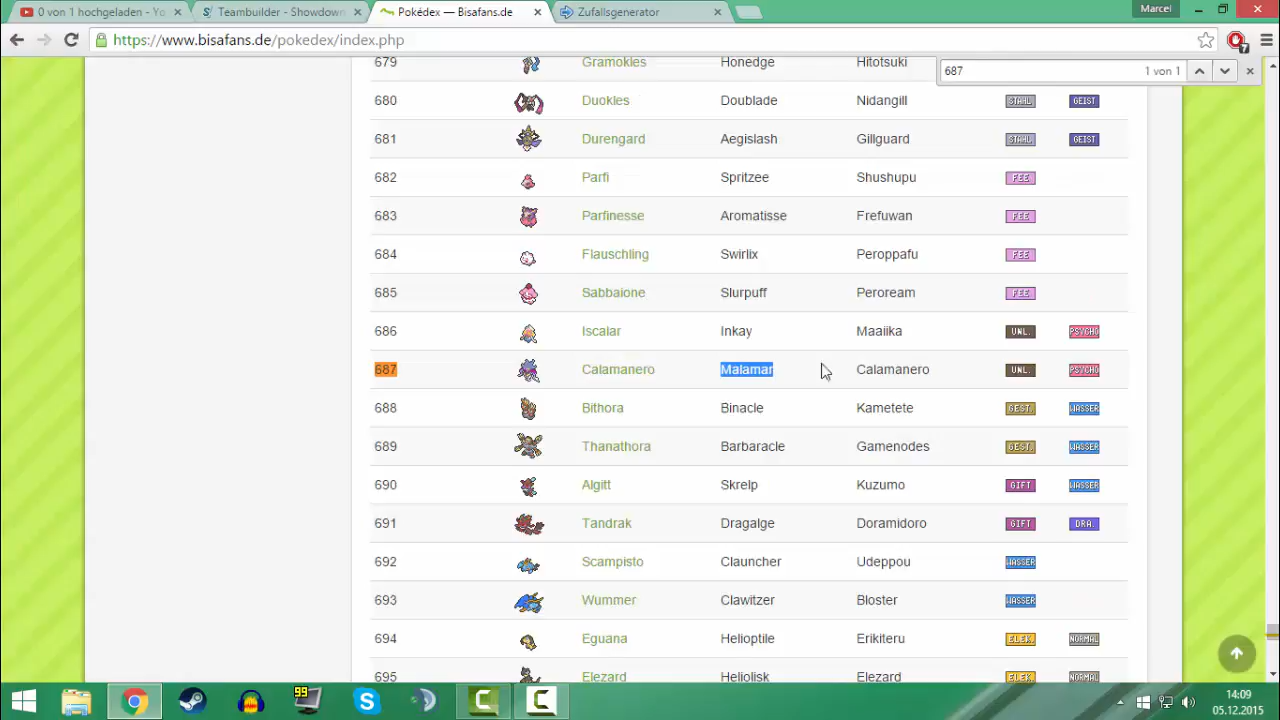 0 von 1 hochgeladen - Yo
Teambuilder - Showdown
Pokédex — Bisafans.de
Zufallsgenerator
Marcel
https://www.bisafans.de/pokedex/index.php
7
687 1 von 1
679 Gramokles Honedge Hitotsuki
680 Duokles Doublade Nidangill STAHL GEIST
681 Durengard Aegislash Gillguard STAHL GEIST
682 Parfi Spritzee Shushupu FEE
683 Parfinesse Aromatisse Frefuwan FEE
684 Flauschling Swirlix Peroppafu FEE
685 Sabbaione Slurpuff Peroream FEE
686 Iscalar Inkay Maaiika UNL. PSYCHO
687 Calamanero Malamar Calamanero UNL. PSYCHO
688 Bithora Binacle Kametete GEST. WASSER
689 Thanathora Barbaracle Gamenodes GEST. WASSER
690 Algitt Skrelp Kuzumo GIFT WASSER
691 Tandrak Dragalge Doramidoro GIFT DRA.
692 Scampisto Clauncher Udeppou WASSER
693 Wummer Clawitzer Bloster WASSER
694 Eguana Helioptile Erikiteru ELEK. NORMAL
695 Elezard Heliolisk Elezard ELEK. NORMAL
99
14:09
05.12.2015